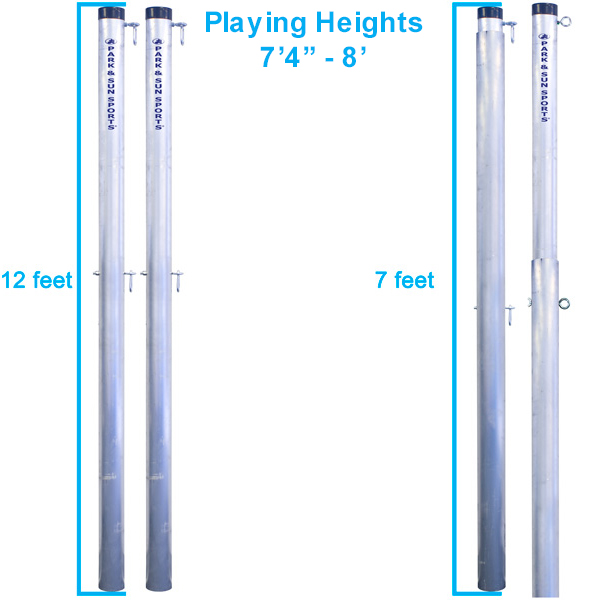 Playing Heights
7’4” - 8’
PARK & SUN SPORTS
PARK & SUN SPORTS
PARK & SUN SPORTS
12 feet
7 feet